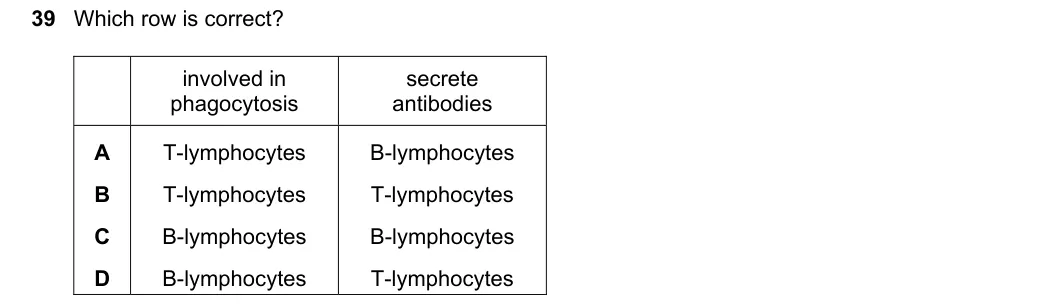 39 Which row is correct?
involved in phagocytosis secrete antibodies
A T-lymphocytes B-lymphocytes
B T-lymphocytes T-lymphocytes
C B-lymphocytes B-lymphocytes
D B-lymphocytes T-lymphocytes